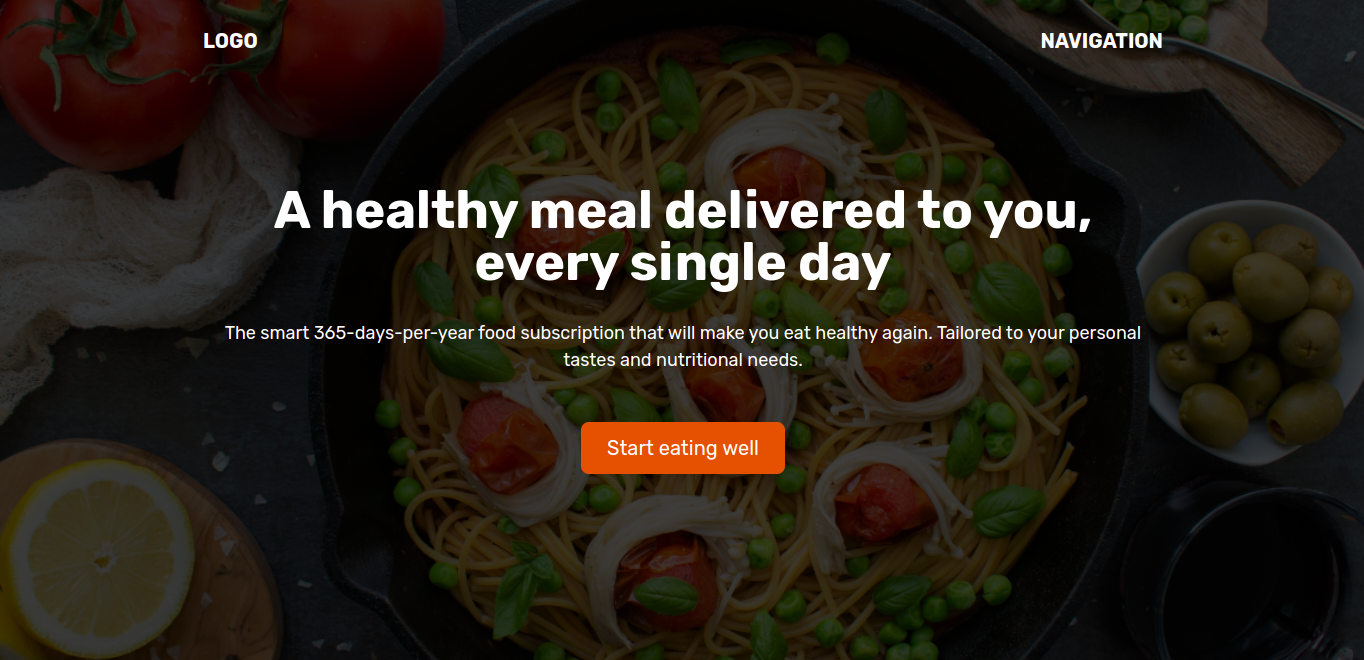 LOGO
NAVIGATION
A healthy meal delivered to you,
every single day
The smart 365-days-per-year food subscription that will make you eat healthy again. Tailored to your personal
tastes and nutritional needs.
Start eating well